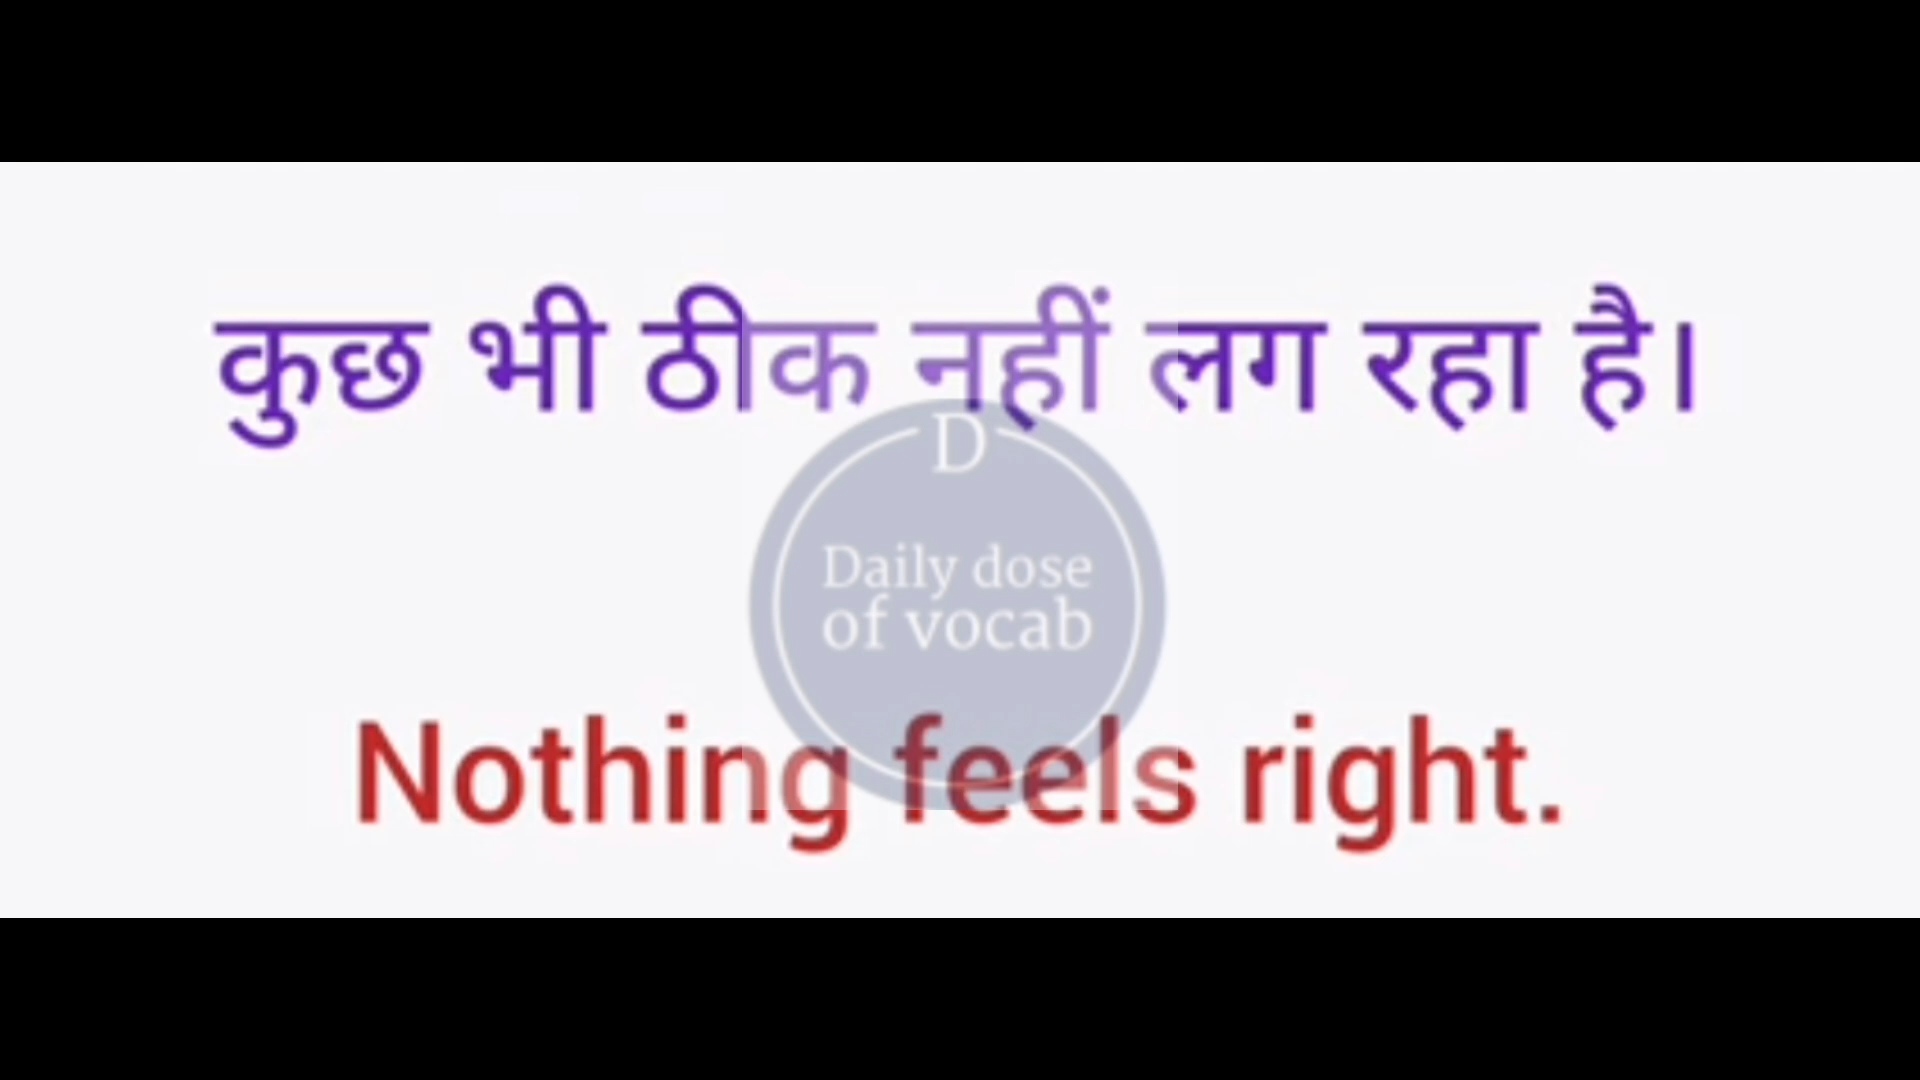 कुछ भी ठीक नहीं लग रहा है।
D
Daily dose
of vocab
Nothing feels right.